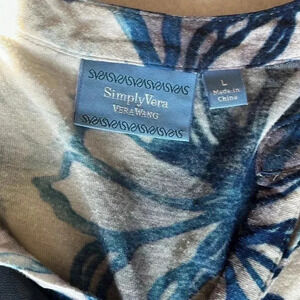 Simply Vera
VERA WANG
L
Made in
China